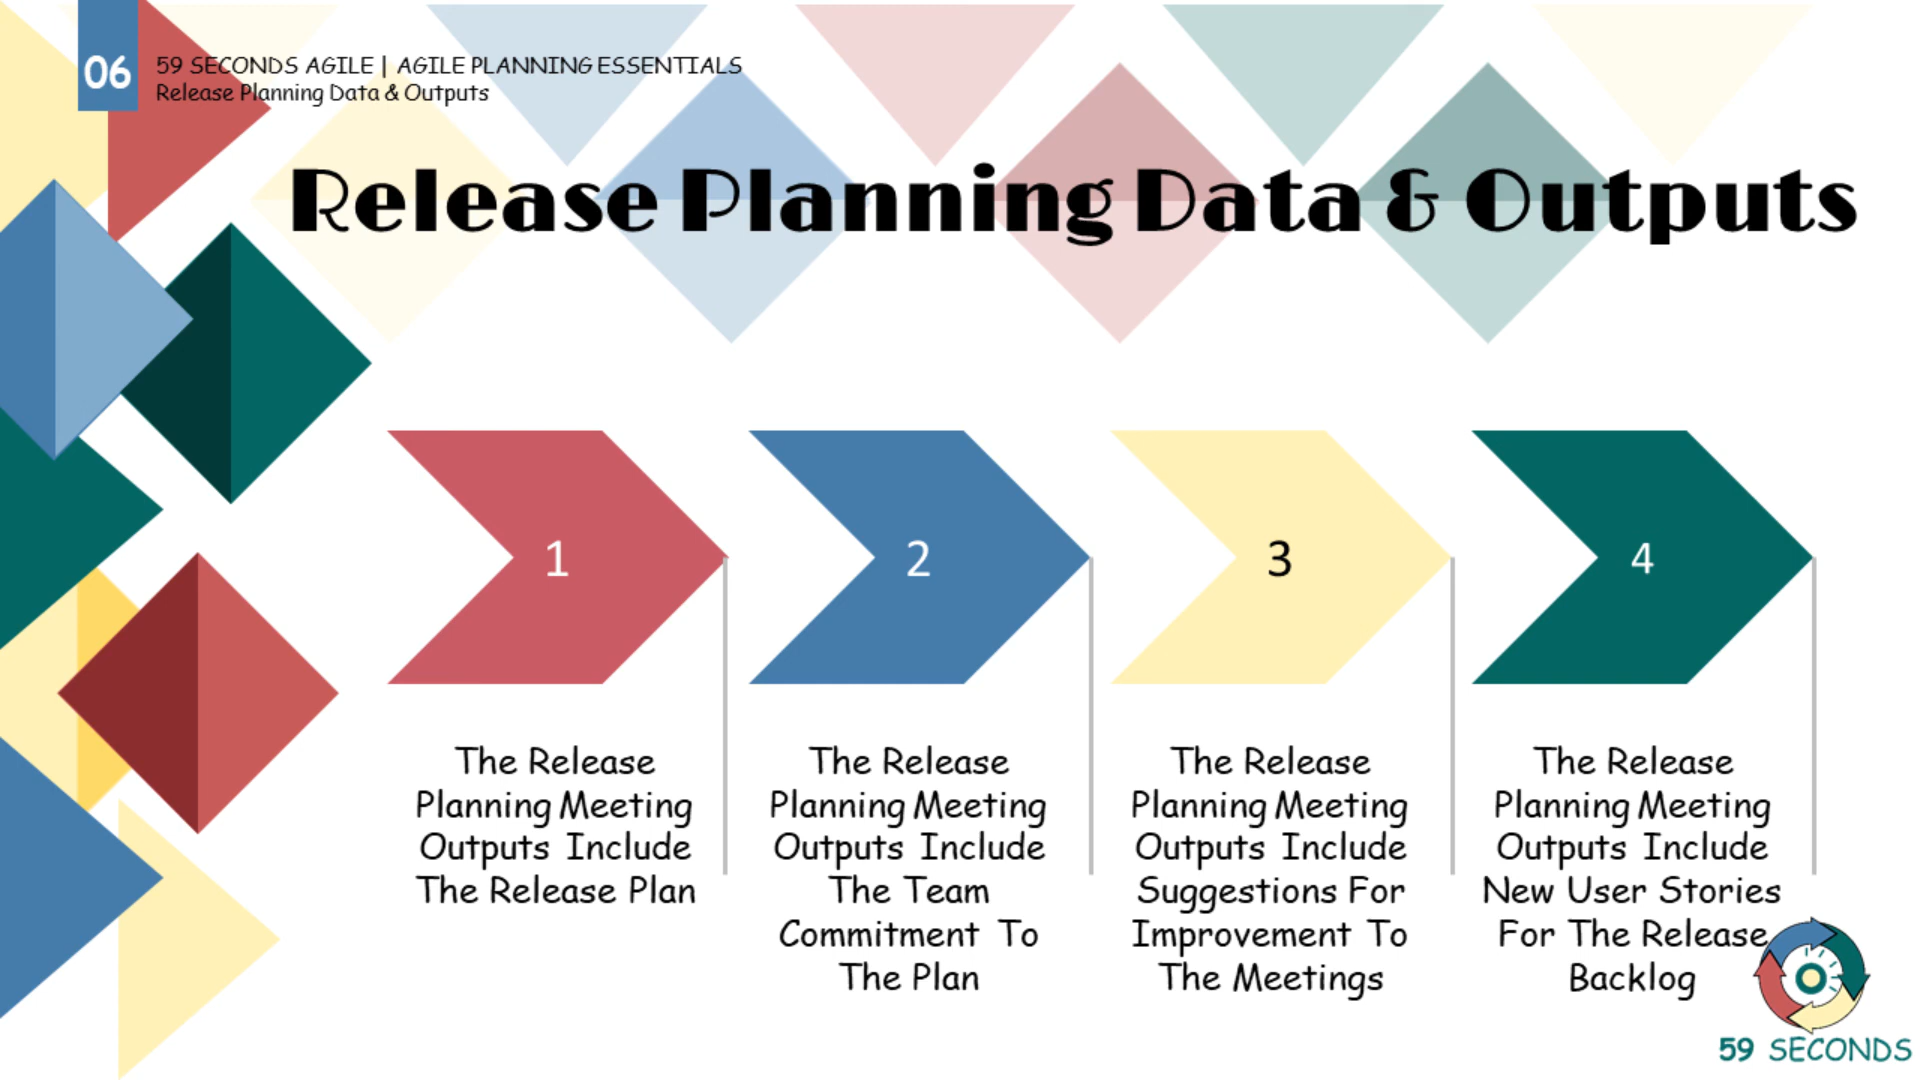 06
59 SECONDS AGILE | AGILE PLANNING ESSENTIALS
Release Planning Data & Outputs
Release Planning Data & Outputs
1
2
3
4
The Release
Planning Meeting
Outputs Include
The Release Plan
The Release
Planning Meeting
Outputs Include
The Team
Commitment To
The Plan
The Release
Planning Meeting
Outputs Include
Suggestions For
Improvement To
The Meetings
The Release
Planning Meeting
Outputs Include
New User Stories
For The Release
Backlog
59 SECONDS